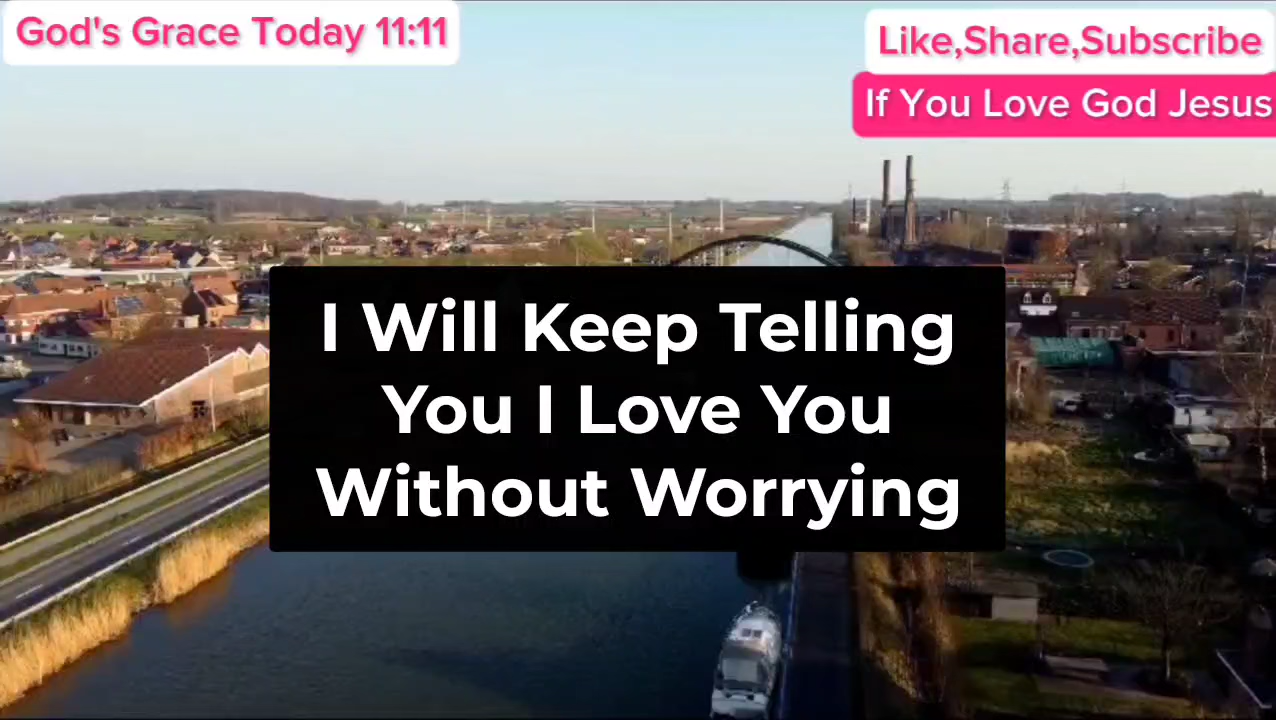 God's Grace Today 11:11
Like,Share,Subscribe
If You Love God Jesus
I Will Keep Telling
You I Love You
Without Worrying